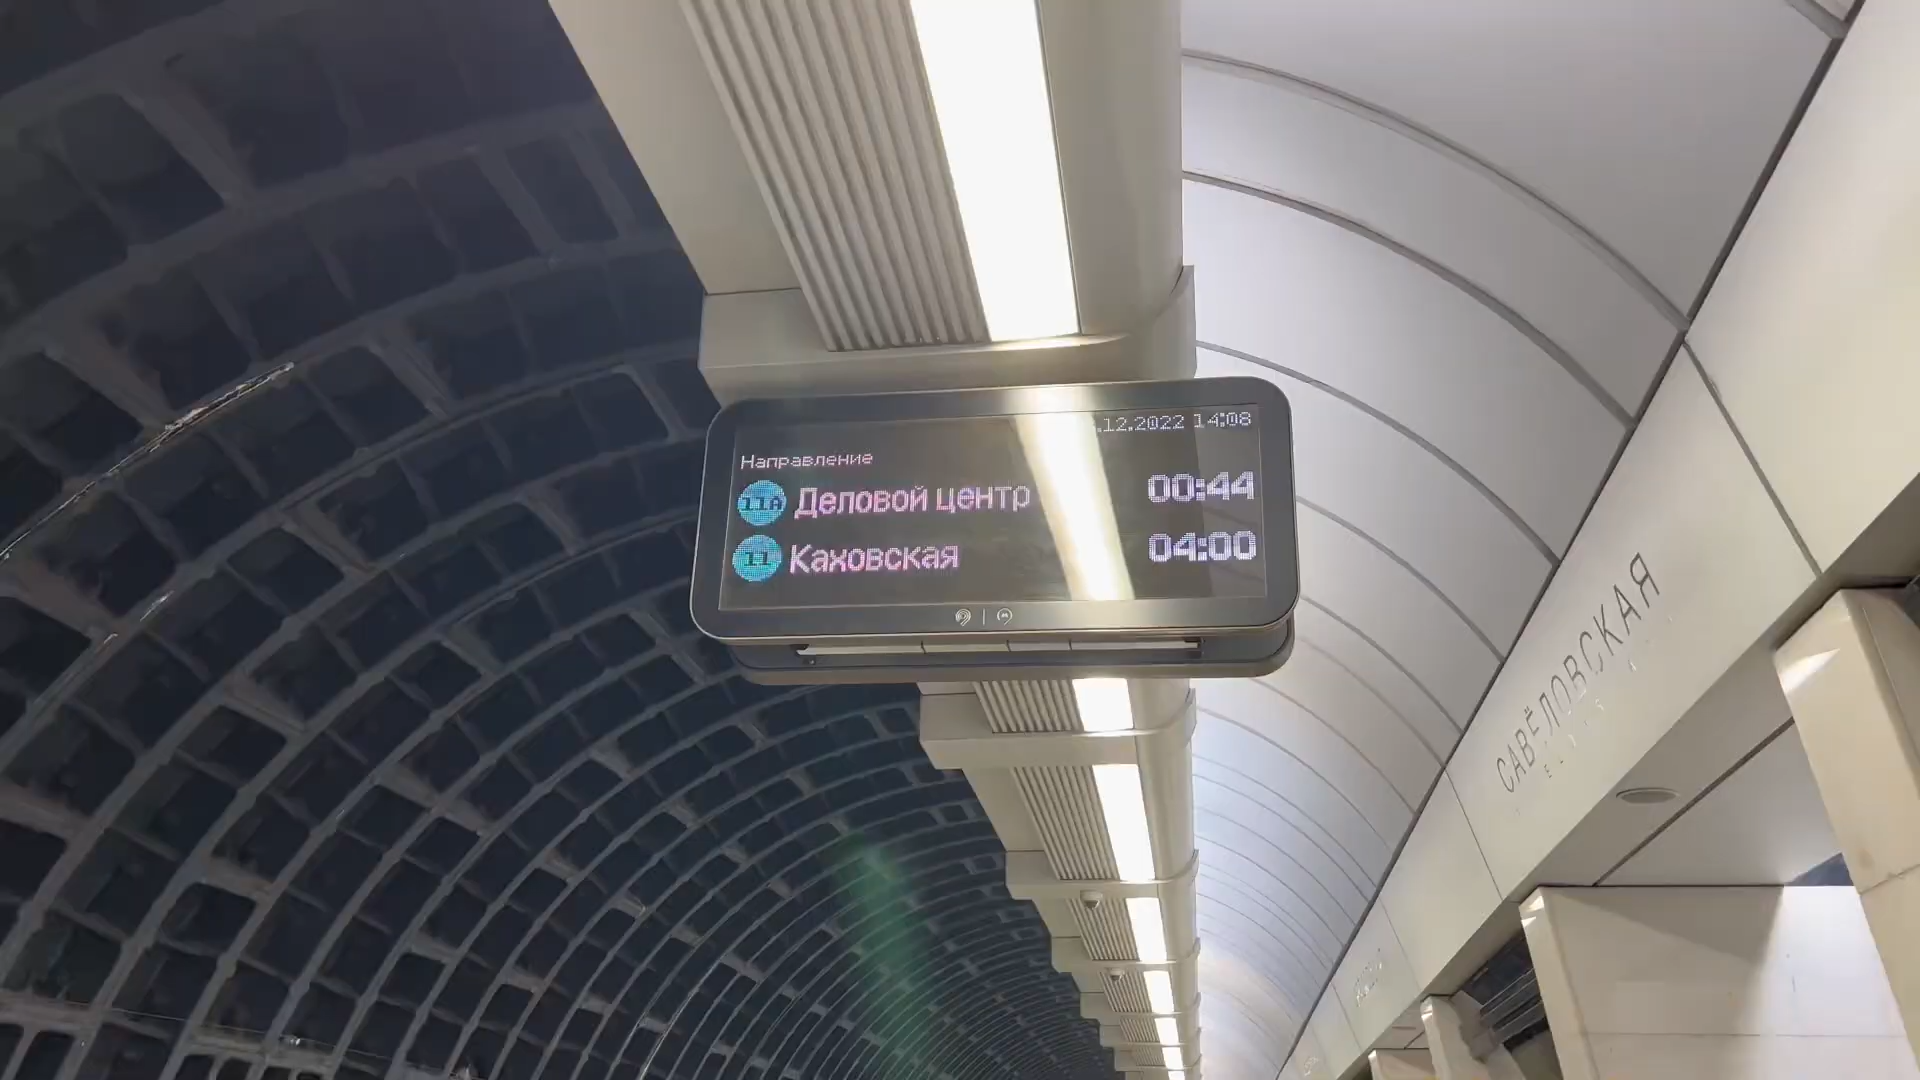 .12.2022 14:08
Направление
11А Деловой центр 00:44
11 Каховская 04:00
САВЁЛОВСКАЯ